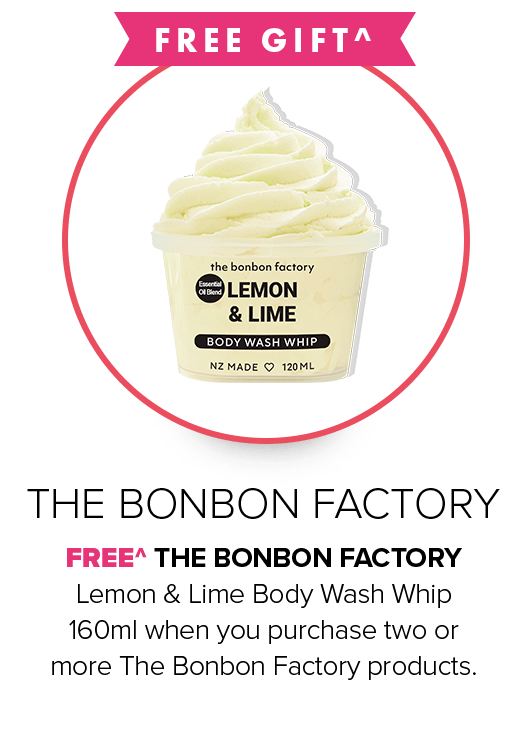 FREE GIFT^
the bonbon factory
Essential
Oil Blend
LEMON
& LIME
BODY WASH WHIP
NZ MADE ♡ 120ML
THE BONBON FACTORY
FREE^ THE BONBON FACTORY
Lemon & Lime Body Wash Whip
160ml when you purchase two or
more The Bonbon Factory products.